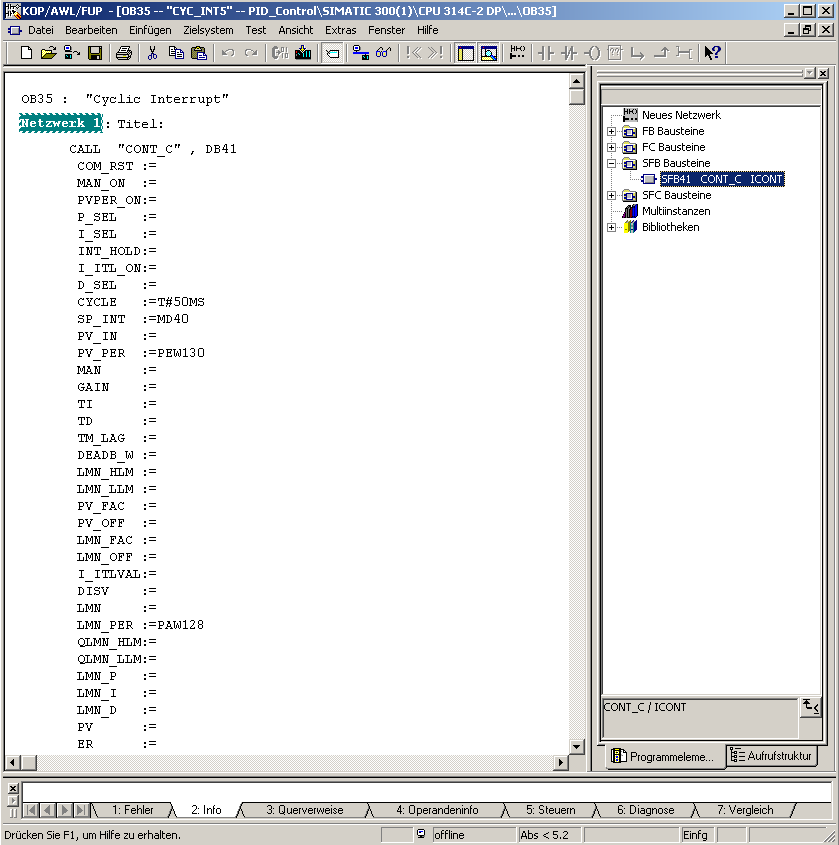 KOP/AWL/FUP - [OB35 -- "CYC_INT5" -- PID_Control\SIMATIC 300(1)\CPU 314C-2 DP\...\OB35]
Datei Bearbeiten Einfügen Zielsystem Test Ansicht Extras Fenster Hilfe
OB35 : "Cyclic Interrupt"
Netzwerk 1: Titel:
CALL "CONT_C" , DB41
COM_RST :=
MAN_ON :=
PVPER_ON:=
P_SEL :=
I_SEL :=
INT_HOLD:=
I_ITL_ON:=
D_SEL :=
CYCLE :=T#50MS
SP_INT :=MD40
PV_IN :=
PV_PER :=PEW130
MAN :=
GAIN :=
TI :=
TD :=
TM_LAG :=
DEADB_W :=
LMN_HLM :=
LMN_LLM :=
PV_FAC :=
PV_OFF :=
LMN_FAC :=
LMN_OFF :=
I_ITLVAL:=
DISV :=
LMN :=
LMN_PER :=PAW128
QLMN_HLM:=
QLMN_LLM:=
LMN_P :=
LMN_I :=
LMN_D :=
PV :=
ER :=
Neues Netzwerk
FB Bausteine
FC Bausteine
SFB Bausteine
SFB41 CONT_C ICONT
SFC Bausteine
Multiinstanzen
Bibliotheken
CONT_C / ICONT
Programmeleme... Aufrufstruktur
1: Fehler 2: Info 3: Querverweise 4: Operandeninfo 5: Steuern 6: Diagnose 7: Vergleich
Drücken Sie F1, um Hilfe zu erhalten. offline Abs < 5.2 Einfg